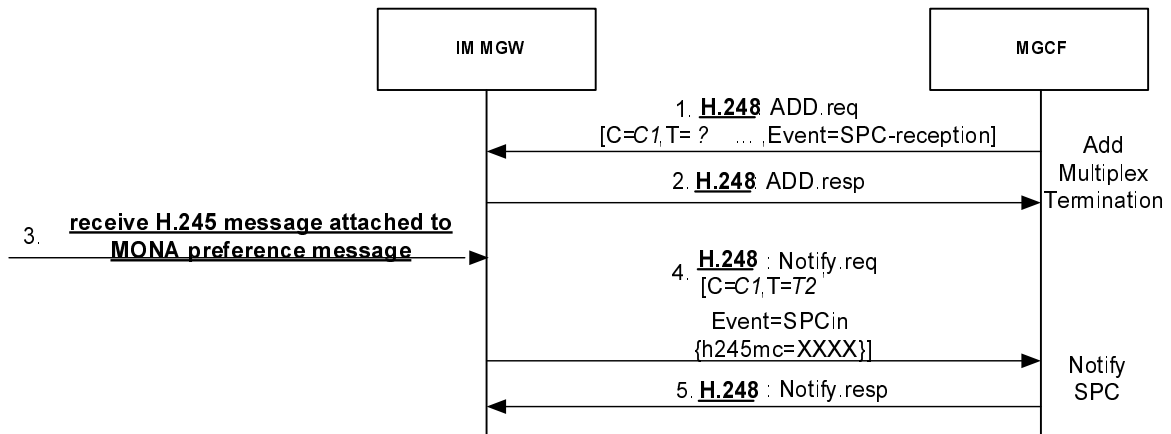 IM MGW
MGCF
1. H.248: ADD.req
[C=C1,T= ? ... ,Event=SPC-reception]
Add
Multiplex
Termination
2. H.248: ADD.resp
3. receive H.245 message attached to
MONA preference message
4. H.248 : Notify.req
[C=C1,T=T2
Event=SPCin
{h245mc=XXXX}]
Notify
SPC
5. H.248 : Notify.resp